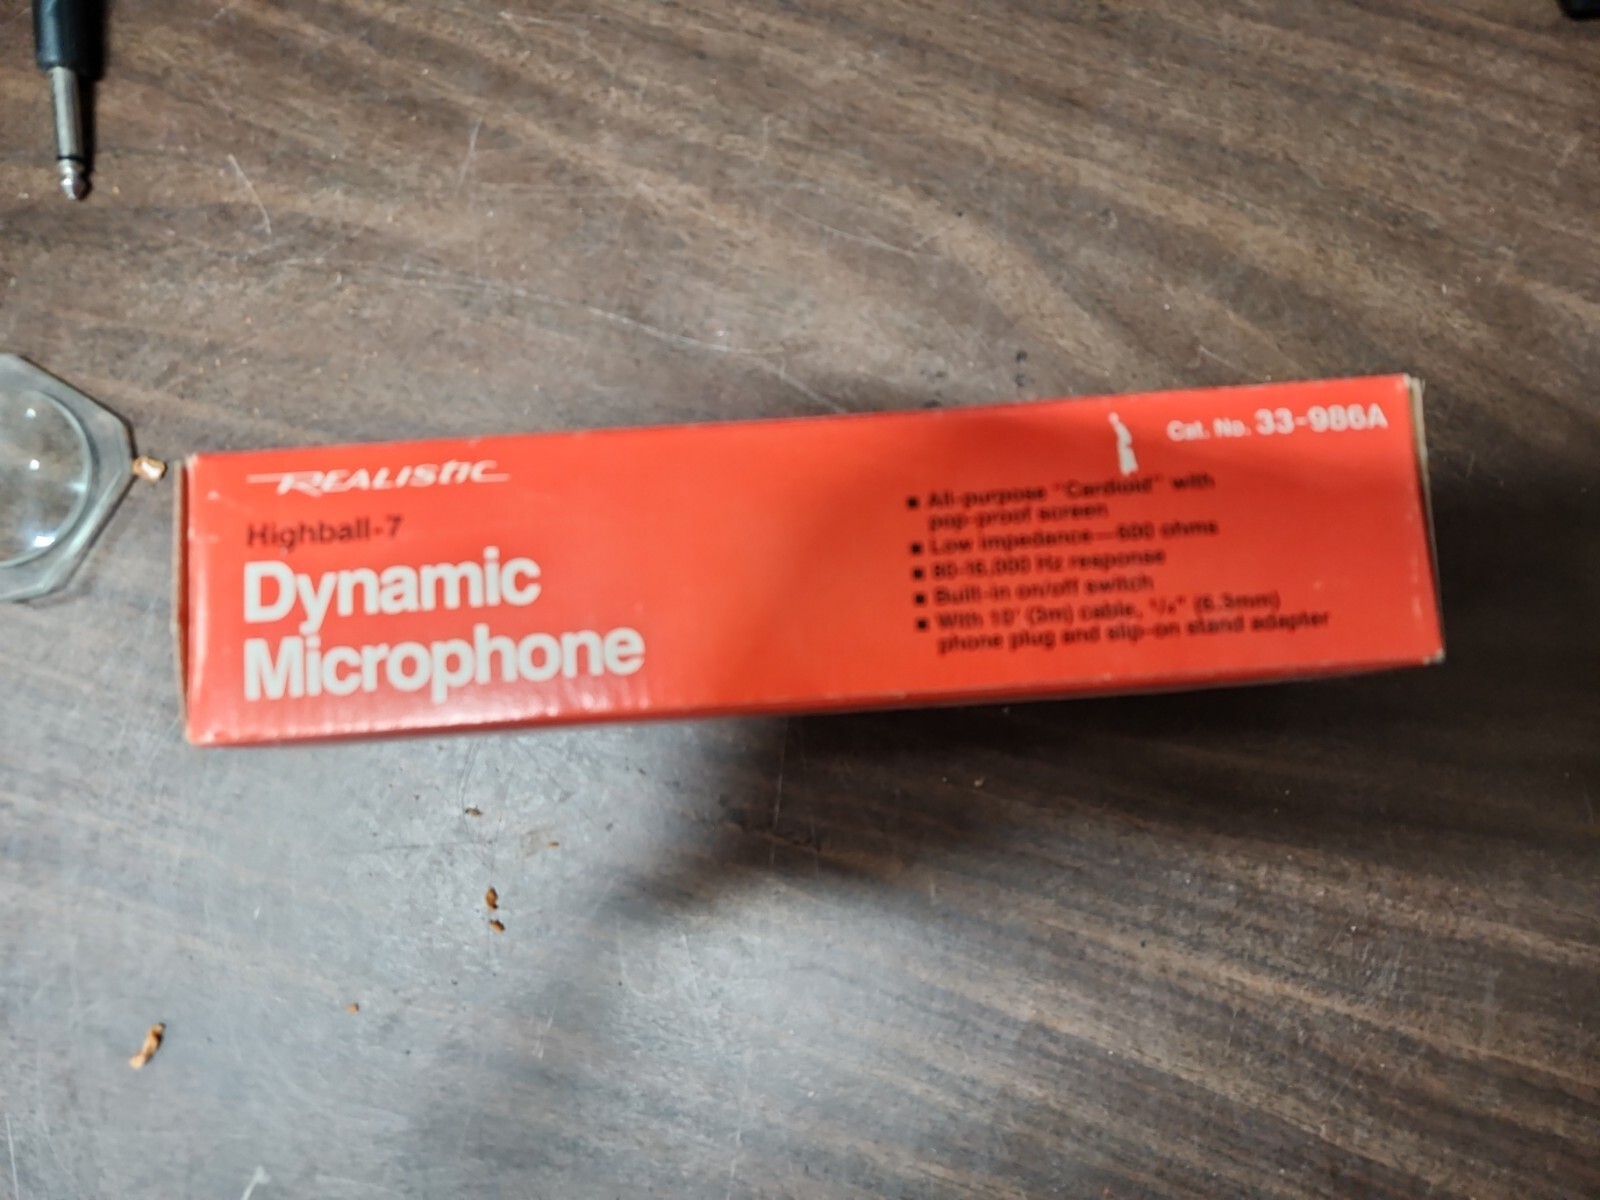 REALISTIC
Highball-7
Dynamic
Microphone
Cat. No. 33-986A
■ All-purpose "Cardioid" with
pop-proof screen
■ Low impedance—600 ohms
■ 80-16,000 Hz response
■ Built-in on/off switch
■ With 10' (3m) cable, 1/4" (6.3mm)
phone plug and slip-on stand adapter